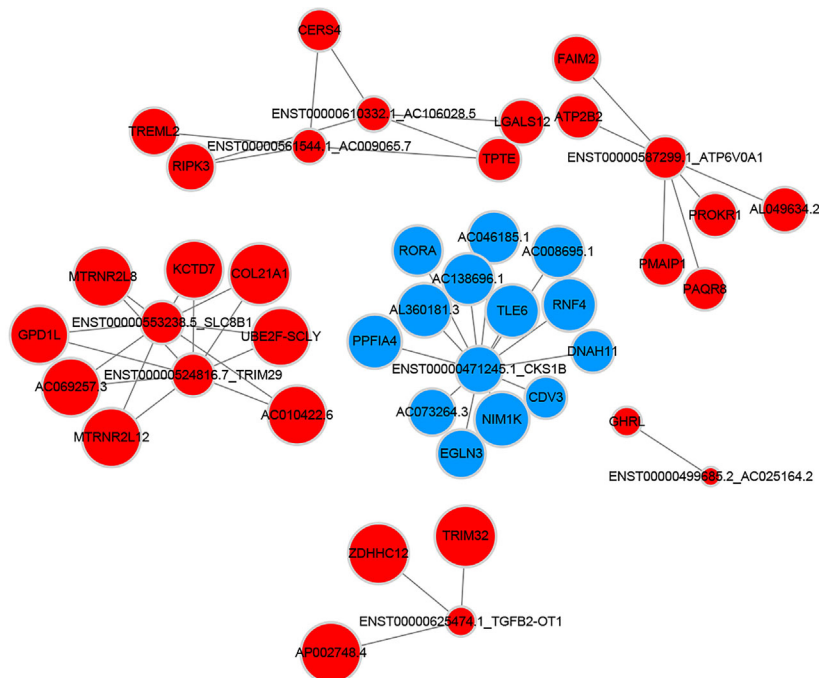 CERS4
FAIM2
ENST00000610332.1_AC106028.5
LGALS12
ATP2B2
TREML2
ENST00000561544.1_AC009065.7
RIPK3
TPTE
ENST00000587299.1_ATP6V0A1
PROKR1
AL049634.2
PMAIP1
PAQR8
MTRNR2L8
KCTD7
COL21A1
GPD1L
ENST00000553238.5_SLC8B1
UBE2F-SCLY
AC069257.3
ENST00000524816.7_TRIM29
AC010422.6
MTRNR2L12
RORA
AC046185.1
AC008695.1
AC138696.1
AL360181.3
TLE6
RNF4
PPFIA4
DNAH11
ENST00000471245.1_CKS1B
AC073264.3
NIM1K
CDV3
EGLN3
GHRL
ENST00000499685.2_AC025164.2
ZDHHC12
TRIM32
ENST00000625474.1_TGFB2-OT1
AP002748.4